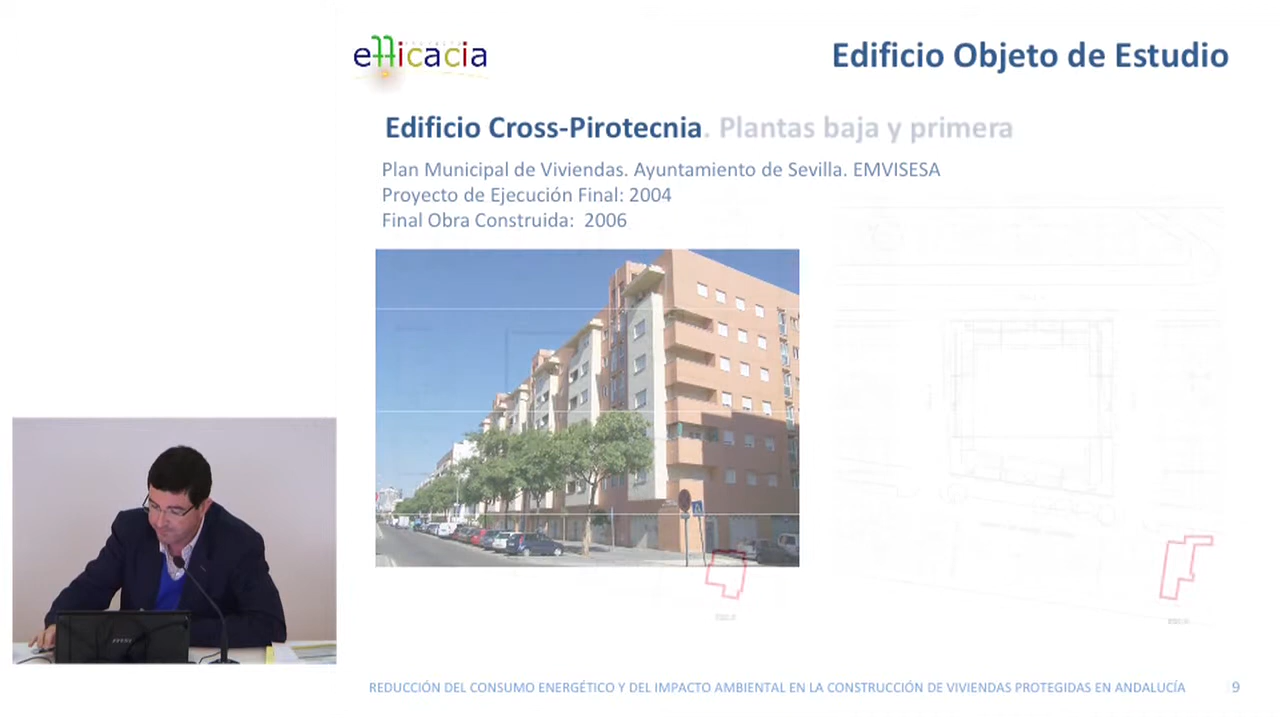 efficacia
Edificio Objeto de Estudio
Edificio Cross-Pirotecnia. Plantas baja y primera
Plan Municipal de Viviendas. Ayuntamiento de Sevilla. EMVISESA
Proyecto de Ejecución Final: 2004
Final Obra Construida: 2006
REDUCCIÓN DEL CONSUMO ENERGÉTICO Y DEL IMPACTO AMBIENTAL EN LA CONSTRUCCIÓN DE VIVIENDAS PROTEGIDAS EN ANDALUCÍA
9